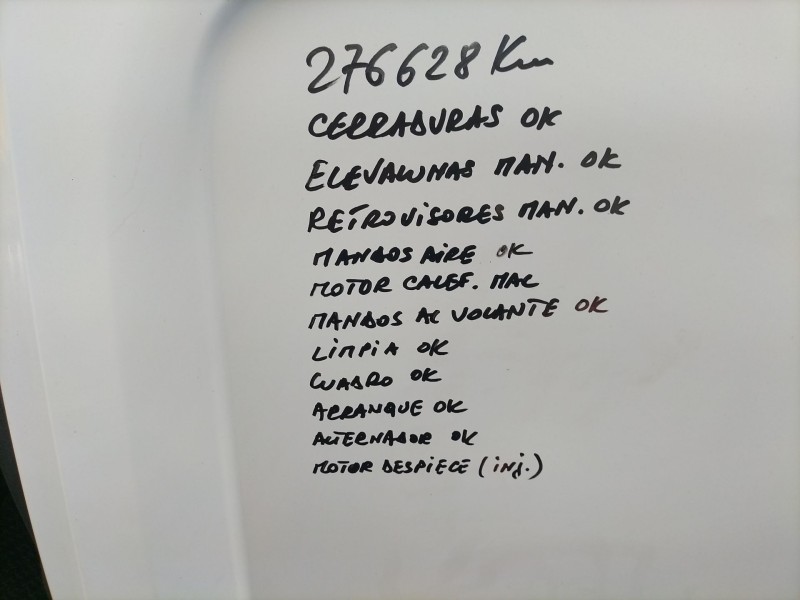 276628 Km
CERRADURAS OK
ELEVALUNAS MAN. OK
RETROVISORES MAN. OK
MANDOS AIRE OK
MOTOR CALEF. MAL
MANDOS AL VOLANTE OK
LIMPIA OK
CUADRO OK
ARRANQUE OK
ALTERNADOR OK
MOTOR DESPIECE (inj.)